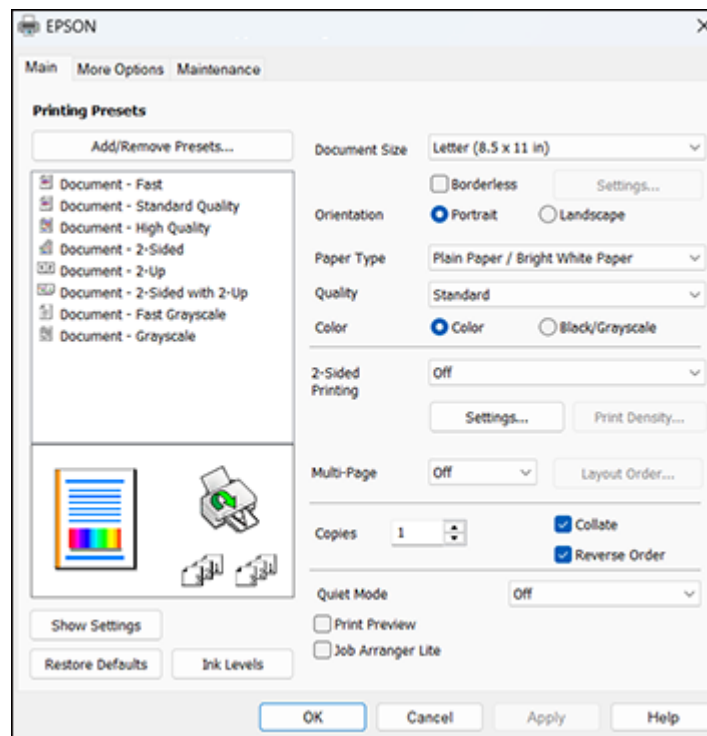 EPSON
Main
More Options
Maintenance
Printing Presets
Add/Remove Presets...
Document - Fast
Document - Standard Quality
Document - High Quality
Document - 2-Sided
Document - 2-Up
Document - 2-Sided with 2-Up
Document - Fast Grayscale
Document - Grayscale
Show Settings
Restore Defaults
Ink Levels
Document Size
Letter (8.5 x 11 in)
Borderless
Settings...
Orientation
Portrait
Landscape
Paper Type
Plain Paper / Bright White Paper
Quality
Standard
Color
Color
Black/Grayscale
2-Sided
Printing
Off
Settings...
Print Density...
Multi-Page
Off
Layout Order...
Copies
1
Collate
Reverse Order
Quiet Mode
Off
Print Preview
Job Arranger Lite
OK
Cancel
Apply
Help